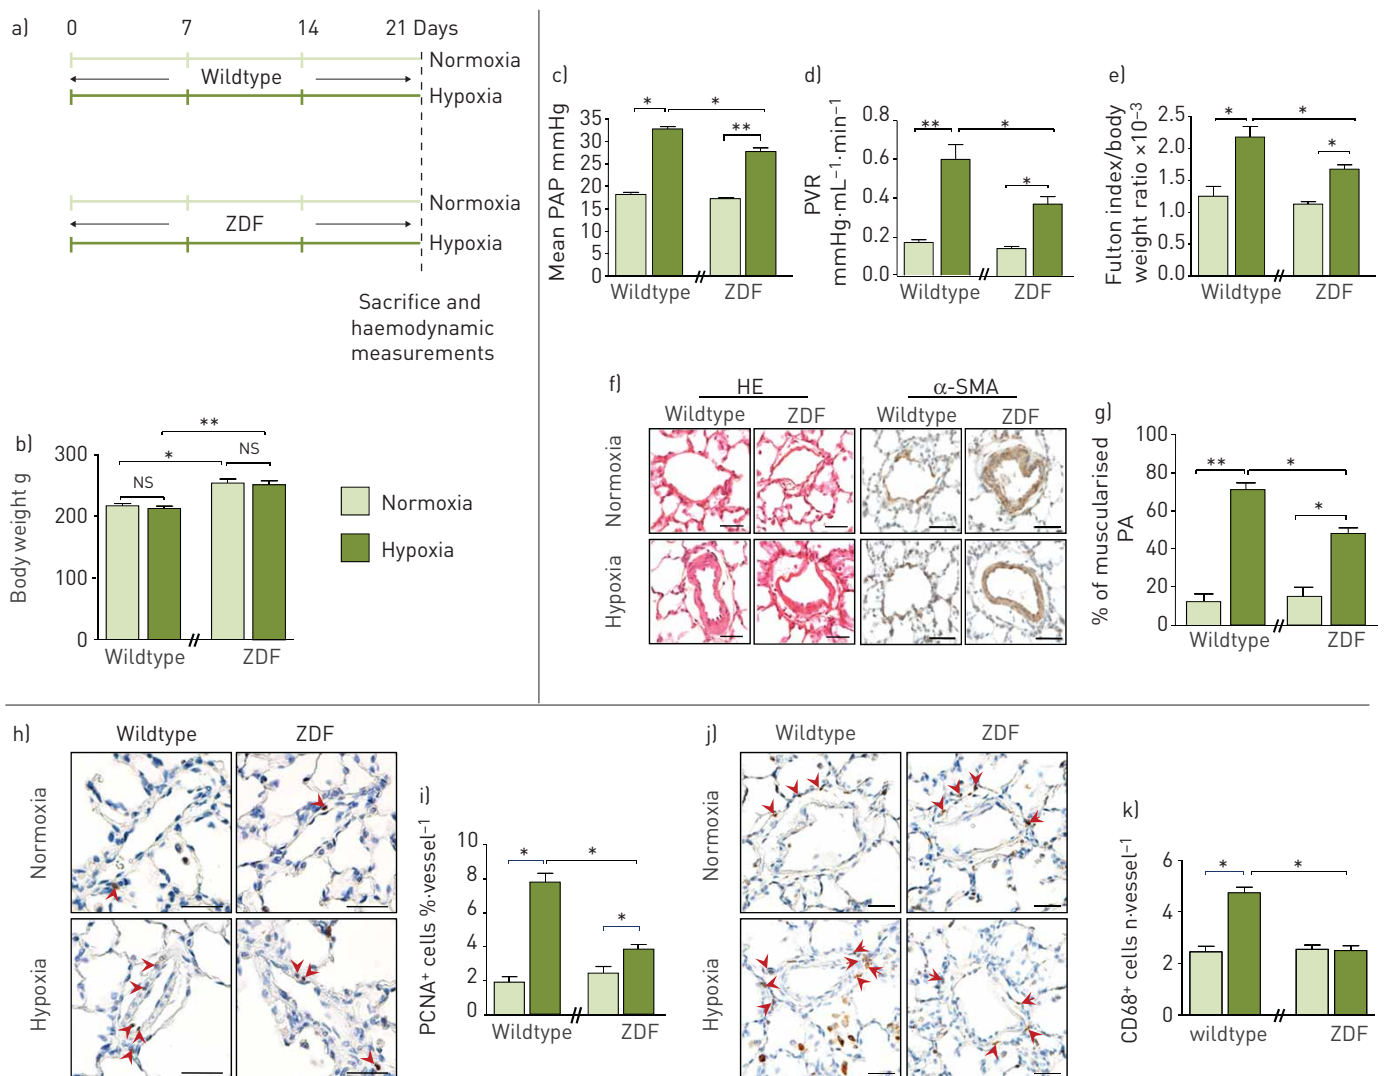 a)
0 7 14 21 Days
Normoxia
Wildtype
Hypoxia
Normoxia
ZDF
Hypoxia
Sacrifice and
haemodynamic
measurements
b)
Body weight g
300
200
100
0
NS
*
**
NS
Wildtype ZDF
Normoxia
Hypoxia
c)
Mean PAP mmHg
35
30
25
20
15
10
5
0
*
*
**
Wildtype ZDF
d)
PVR
mmHg·mL⁻¹·min⁻¹
0.8
0.6
0.4
0.2
0.0
**
*
*
Wildtype ZDF
e)
Fulton index/body
weight ratio ×10⁻³
2.5
2.0
1.5
1.0
0.5
0.0
*
*
*
Wildtype ZDF
f)
HE α-SMA
Wildtype ZDF Wildtype ZDF
Normoxia
Hypoxia
g)
% of muscularised
PA
100
80
60
40
20
0
**
*
*
Wildtype ZDF
h)
Wildtype ZDF
Normoxia
Hypoxia
i)
PCNA⁺ cells %·vessel⁻¹
10
8
6
4
2
0
*
*
*
Wildtype ZDF
j)
Wildtype ZDF
Normoxia
Hypoxia
k)
CD68⁺ cells n·vessel⁻¹
6
4
2
0
*
*
wildtype ZDF